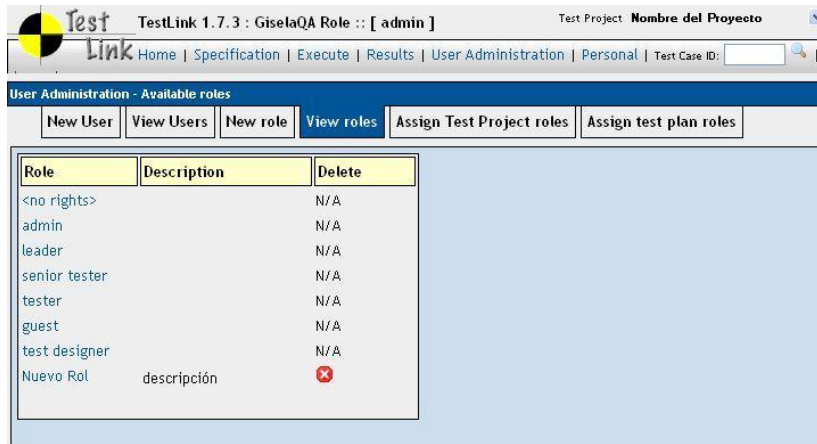 Test Link
TestLink 1.7.3 : GiselaQA Role :: [ admin ]
Test Project Nombre del Proyecto
Home | Specification | Execute | Results | User Administration | Personal | Test Case ID:
User Administration - Available roles
New User View Users New role View roles Assign Test Project roles Assign test plan roles
Role Description Delete
<no rights> N/A
admin N/A
leader N/A
senior tester N/A
tester N/A
guest N/A
test designer N/A
Nuevo Rol descripción